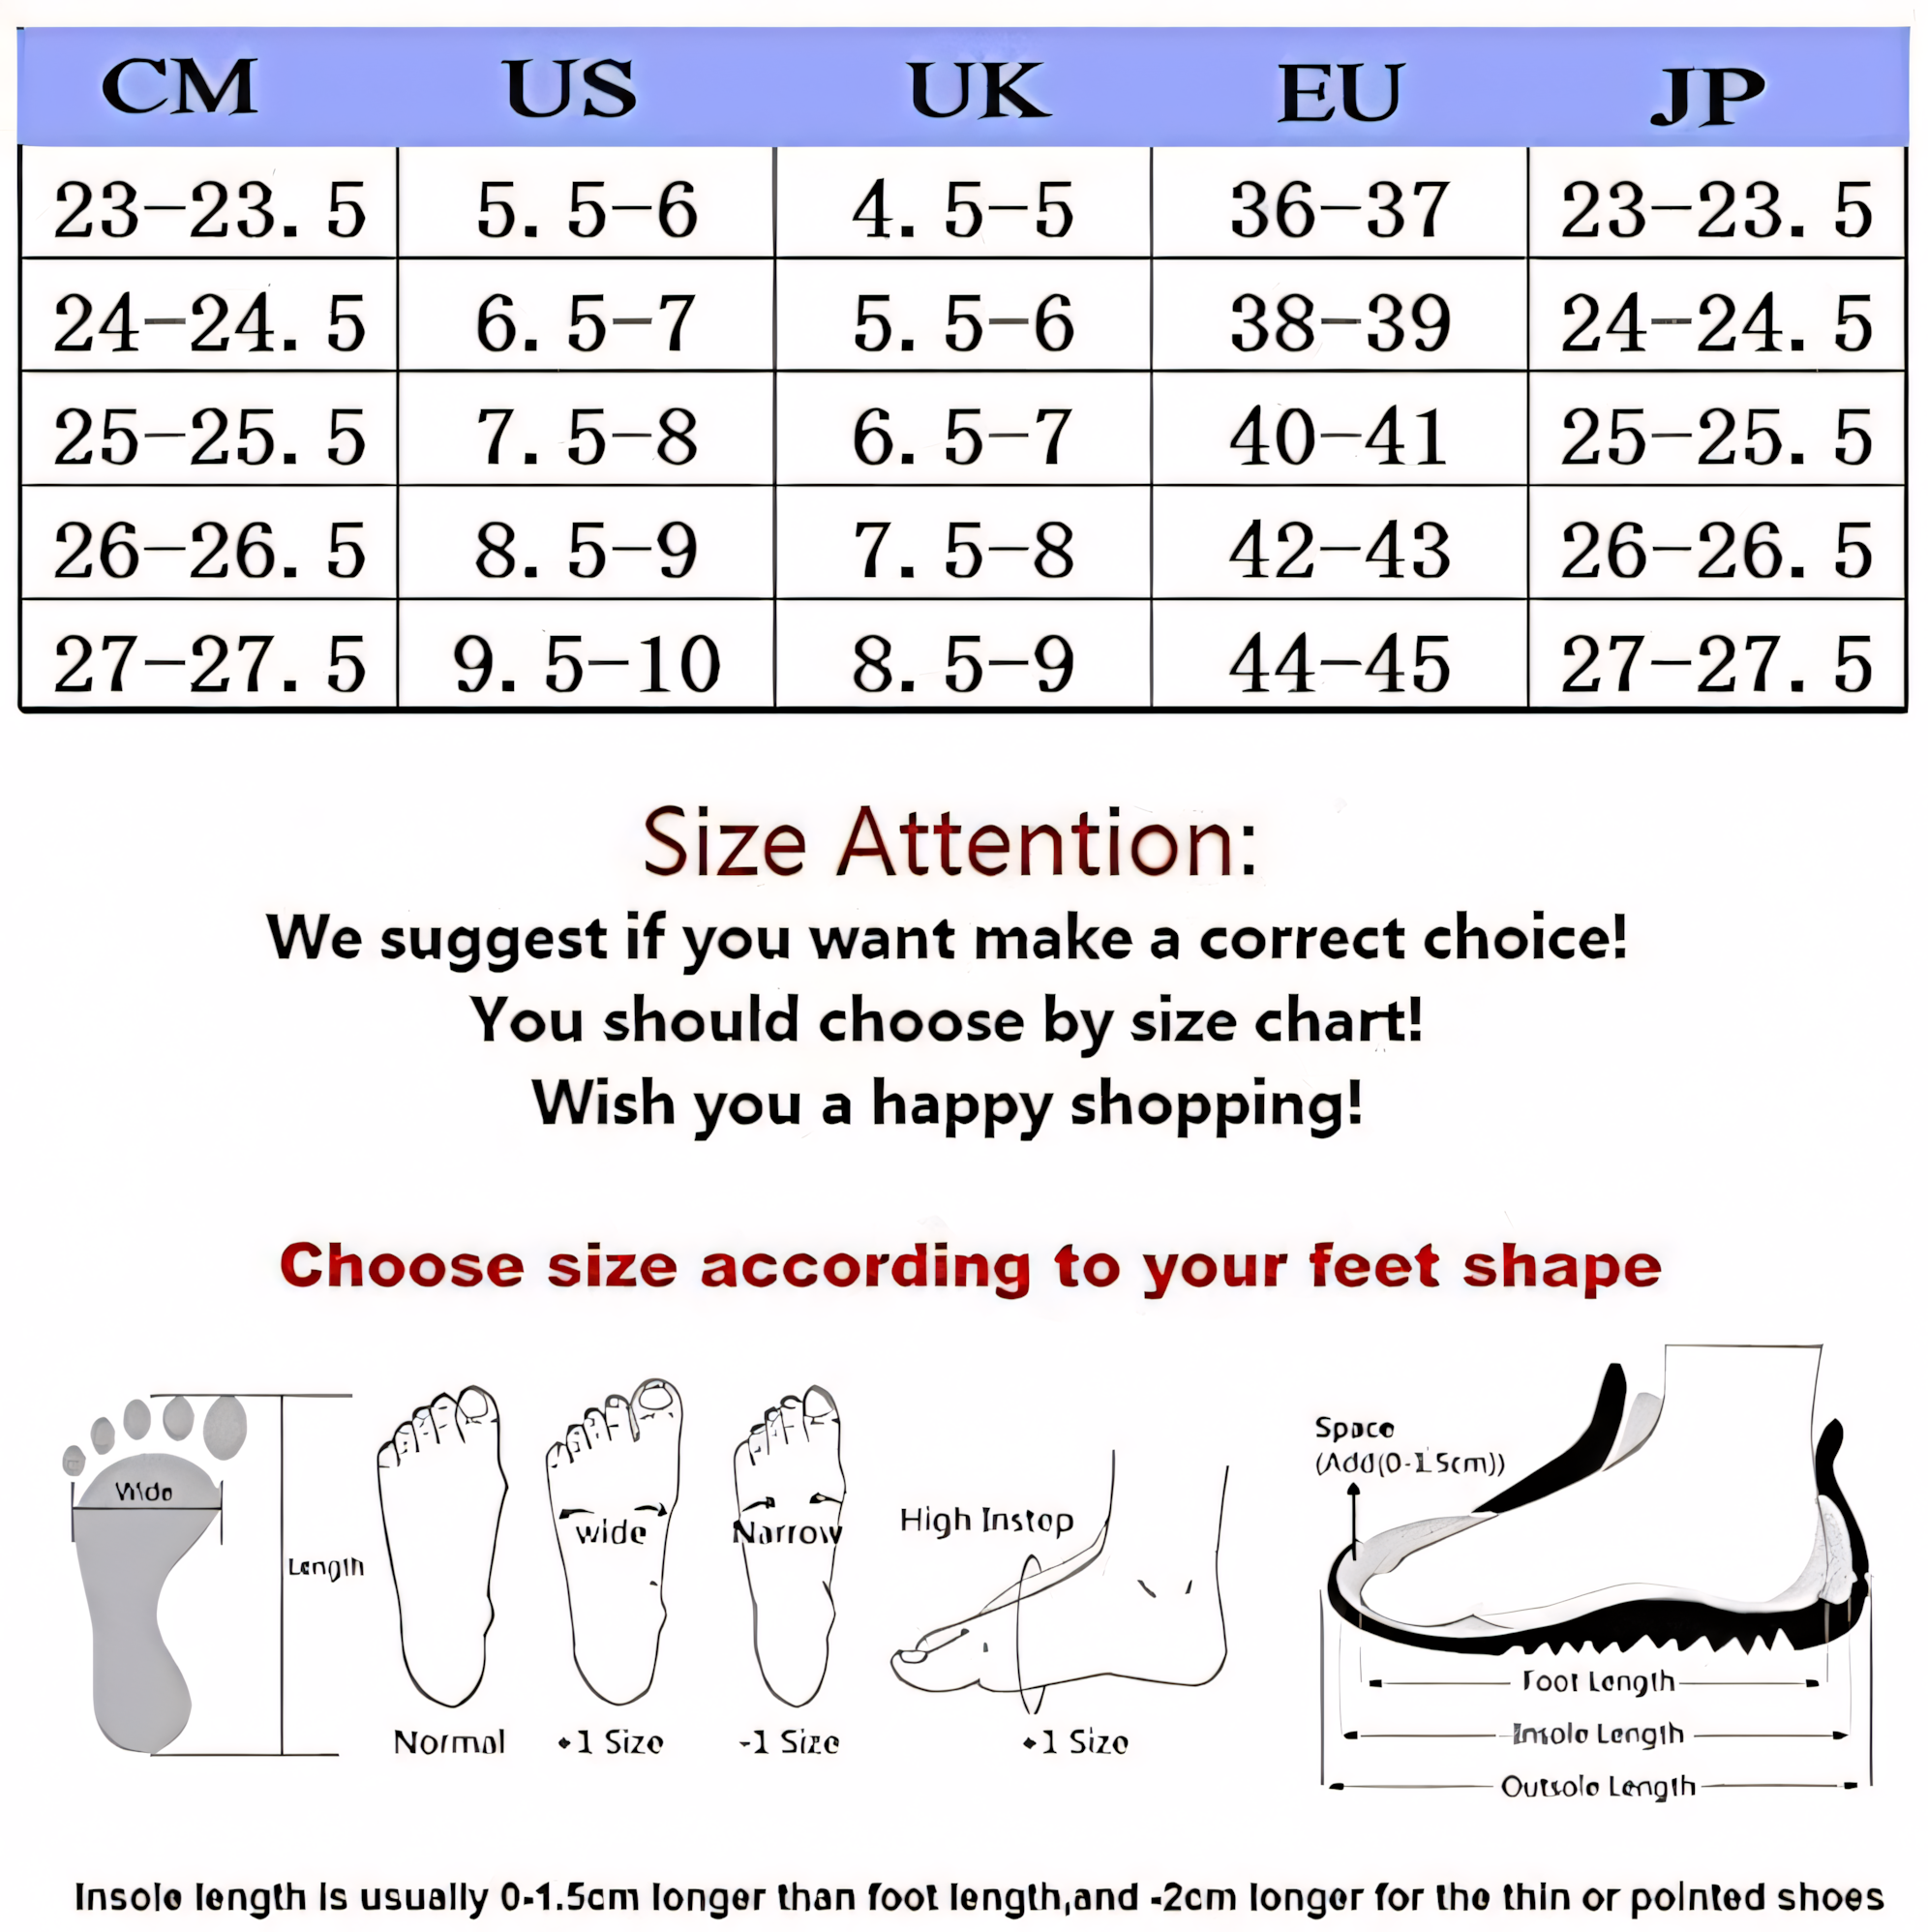 CM US UK EU JP
23-23.5 5.5-6 4.5-5 36-37 23-23.5
24-24.5 6.5-7 5.5-6 38-39 24-24.5
25-25.5 7.5-8 6.5-7 40-41 25-25.5
26-26.5 8.5-9 7.5-8 42-43 26-26.5
27-27.5 9.5-10 8.5-9 44-45 27-27.5
Size Attention:
We suggest if you want make a correct choice!
You should choose by size chart!
Wish you a happy shopping!
Choose size according to your feet shape
Wide
Length
Normal
wide
+1 Size
Narrow
-1 Size
High Instep
+1 Size
Space
(Add(0-1.5cm))
Foot Length
Insole Length
Outsole Length
Insole length is usually 0-1.5cm longer than foot length,and -2cm longer for the thin or pointed shoes